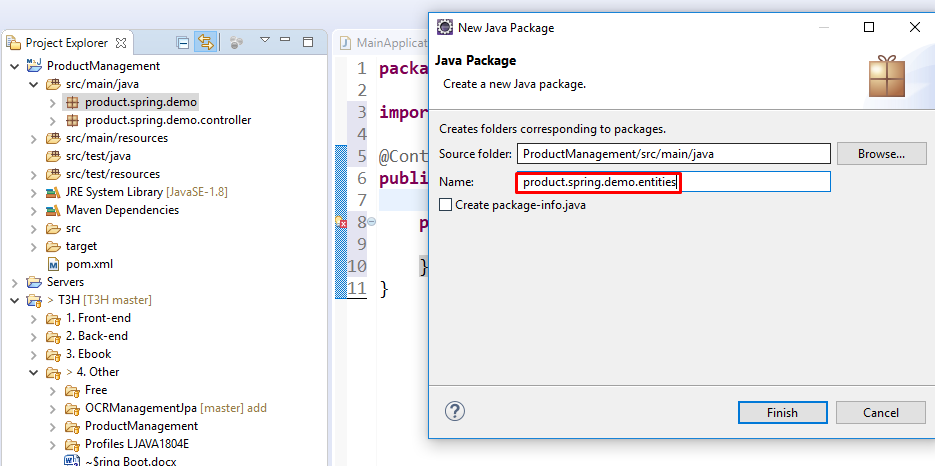 Project Explorer
ProductManagement
src/main/java
product.spring.demo
product.spring.demo.controller
src/main/resources
src/test/java
src/test/resources
JRE System Library [JavaSE-1.8]
Maven Dependencies
src
target
pom.xml
Servers
> T3H [T3H master]
1. Front-end
2. Back-end
3. Ebook
> 4. Other
Free
OCRManagementJpa [master] add
ProductManagement
Profiles LJAVA1804E
~$ring Boot.docx
MainApplica
1 packa
2
3 impor
4
5 @Cont
6 publi
7
8 p
9
10 }
11 }
New Java Package
Java Package
Create a new Java package.
Creates folders corresponding to packages.
Source folder: ProductManagement/src/main/java Browse...
Name: product.spring.demo.entities
Create package-info.java
? Finish Cancel